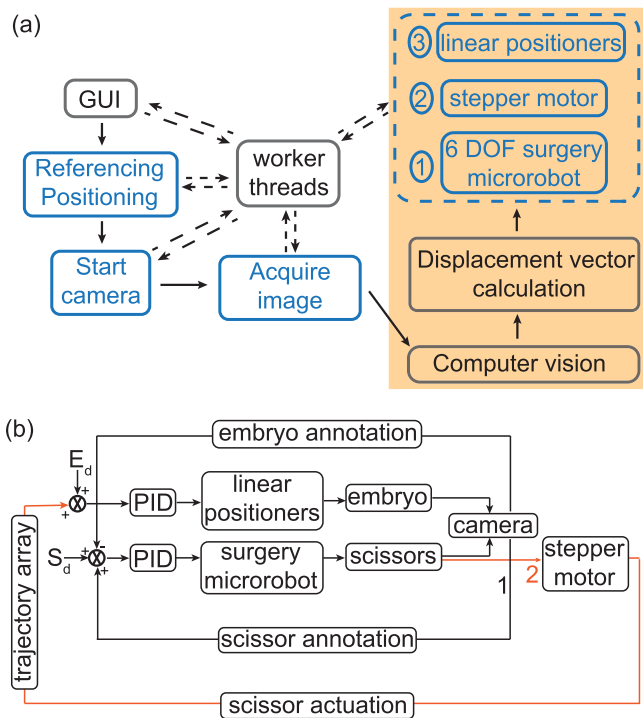 (a)
GUI
Referencing
Positioning
Start
camera
worker
threads
Acquire
image
3 linear positioners
2 stepper motor
1 6 DOF surgery
microrobot
Displacement vector
calculation
Computer vision
(b)
embryo annotation
E_d
+
+
PID
linear
positioners
embryo
camera
S_d
+
-
+
PID
surgery
microrobot
scissors
1
2
stepper
motor
trajectory array
scissor annotation
scissor actuation